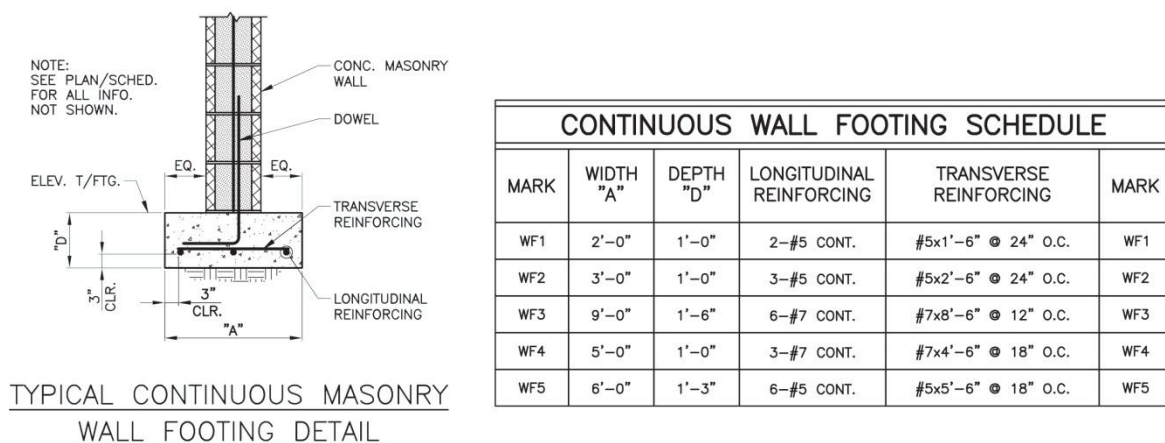 NOTE:
SEE PLAN/SCHED.
FOR ALL INFO.
NOT SHOWN.
CONC. MASONRY
WALL
DOWEL
EQ.
EQ.
ELEV. T/FTG.
TRANSVERSE
REINFORCING
"D"
3"
CLR.
3"
CLR.
LONGITUDINAL
REINFORCING
"A"
TYPICAL CONTINUOUS MASONRY
WALL FOOTING DETAIL
CONTINUOUS WALL FOOTING SCHEDULE
MARK WIDTH "A" DEPTH "D" LONGITUDINAL REINFORCING TRANSVERSE REINFORCING MARK
WF1 2'-0" 1'-0" 2-#5 CONT. #5x1'-6" @ 24" O.C. WF1
WF2 3'-0" 1'-0" 3-#5 CONT. #5x2'-6" @ 24" O.C. WF2
WF3 9'-0" 1'-6" 6-#7 CONT. #7x8'-6" @ 12" O.C. WF3
WF4 5'-0" 1'-0" 3-#7 CONT. #7x4'-6" @ 18" O.C. WF4
WF5 6'-0" 1'-3" 6-#5 CONT. #5x5'-6" @ 18" O.C. WF5